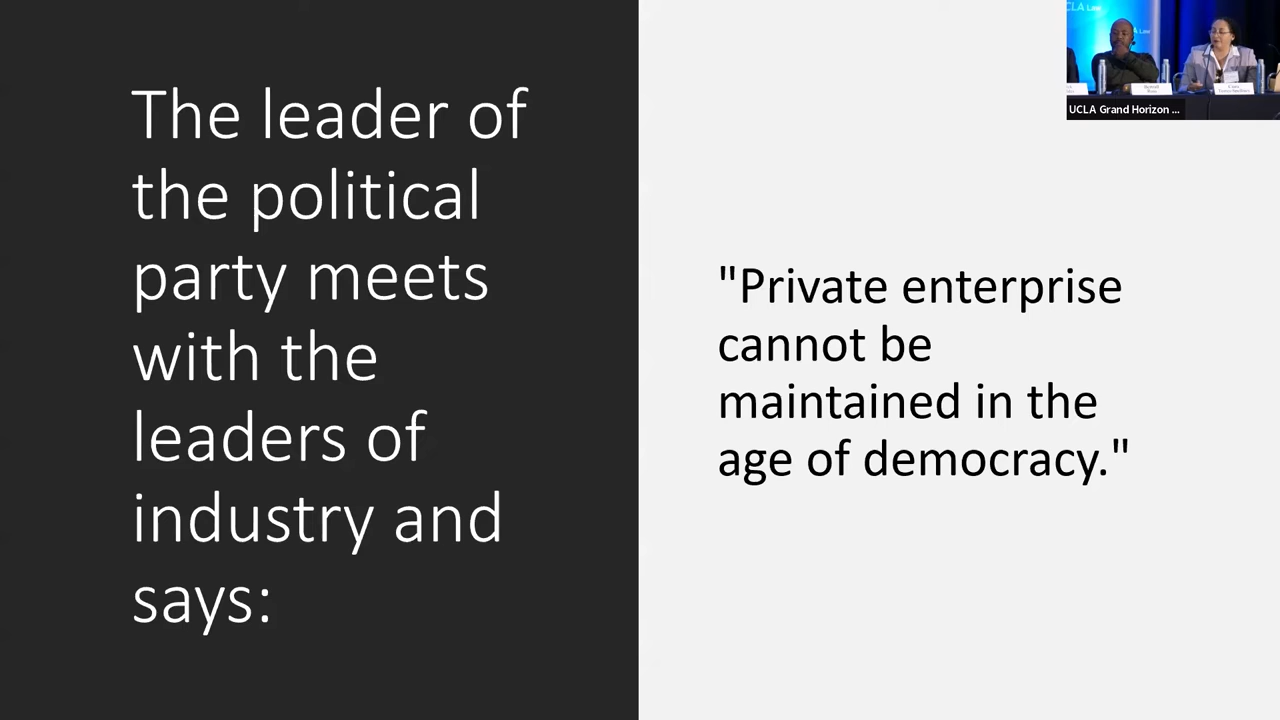 The leader of
the political
party meets
with the
leaders of
industry and
says:
"Private enterprise
cannot be
maintained in the
age of democracy."
UCLA Grand Horizon ...